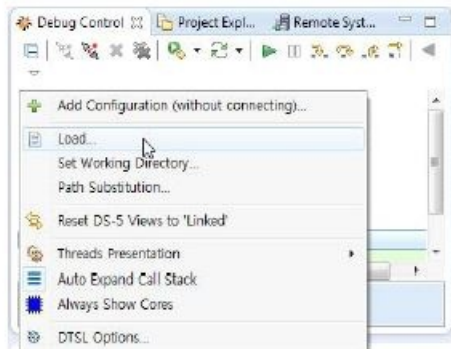 Debug Control Project Expl... Remote Syst...
Add Configuration (without connecting)...
Load...
Set Working Directory...
Path Substitution...
Reset DS-5 Views to 'Linked'
Threads Presentation
Auto Expand Call Stack
Always Show Cores
DTSL Options...